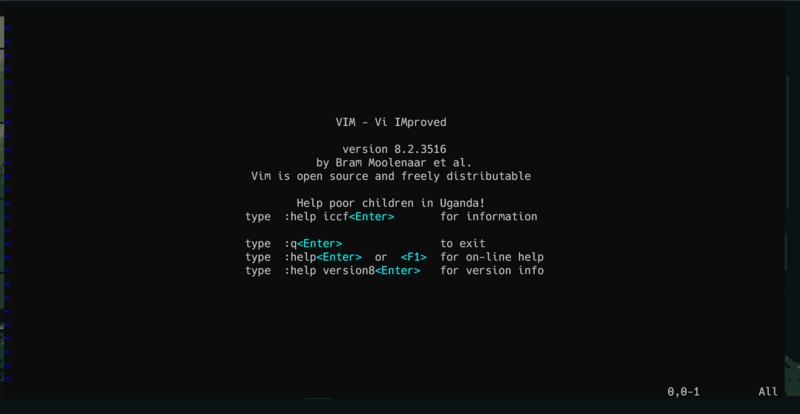 ~
~
~
~
~
~
~
~
VIM - Vi IMproved
~
~
version 8.2.3516
~
by Bram Moolenaar et al.
~
Vim is open source and freely distributable
~
~
Help poor children in Uganda!
~
type  :help iccf<Enter>       for information
~
~
type  :q<Enter>               to exit
~
type  :help<Enter>  or  <F1>  for on-line help
~
type  :help version8<Enter>   for version info
~
~
~
~
~
~
~
~
~
0,0-1         All